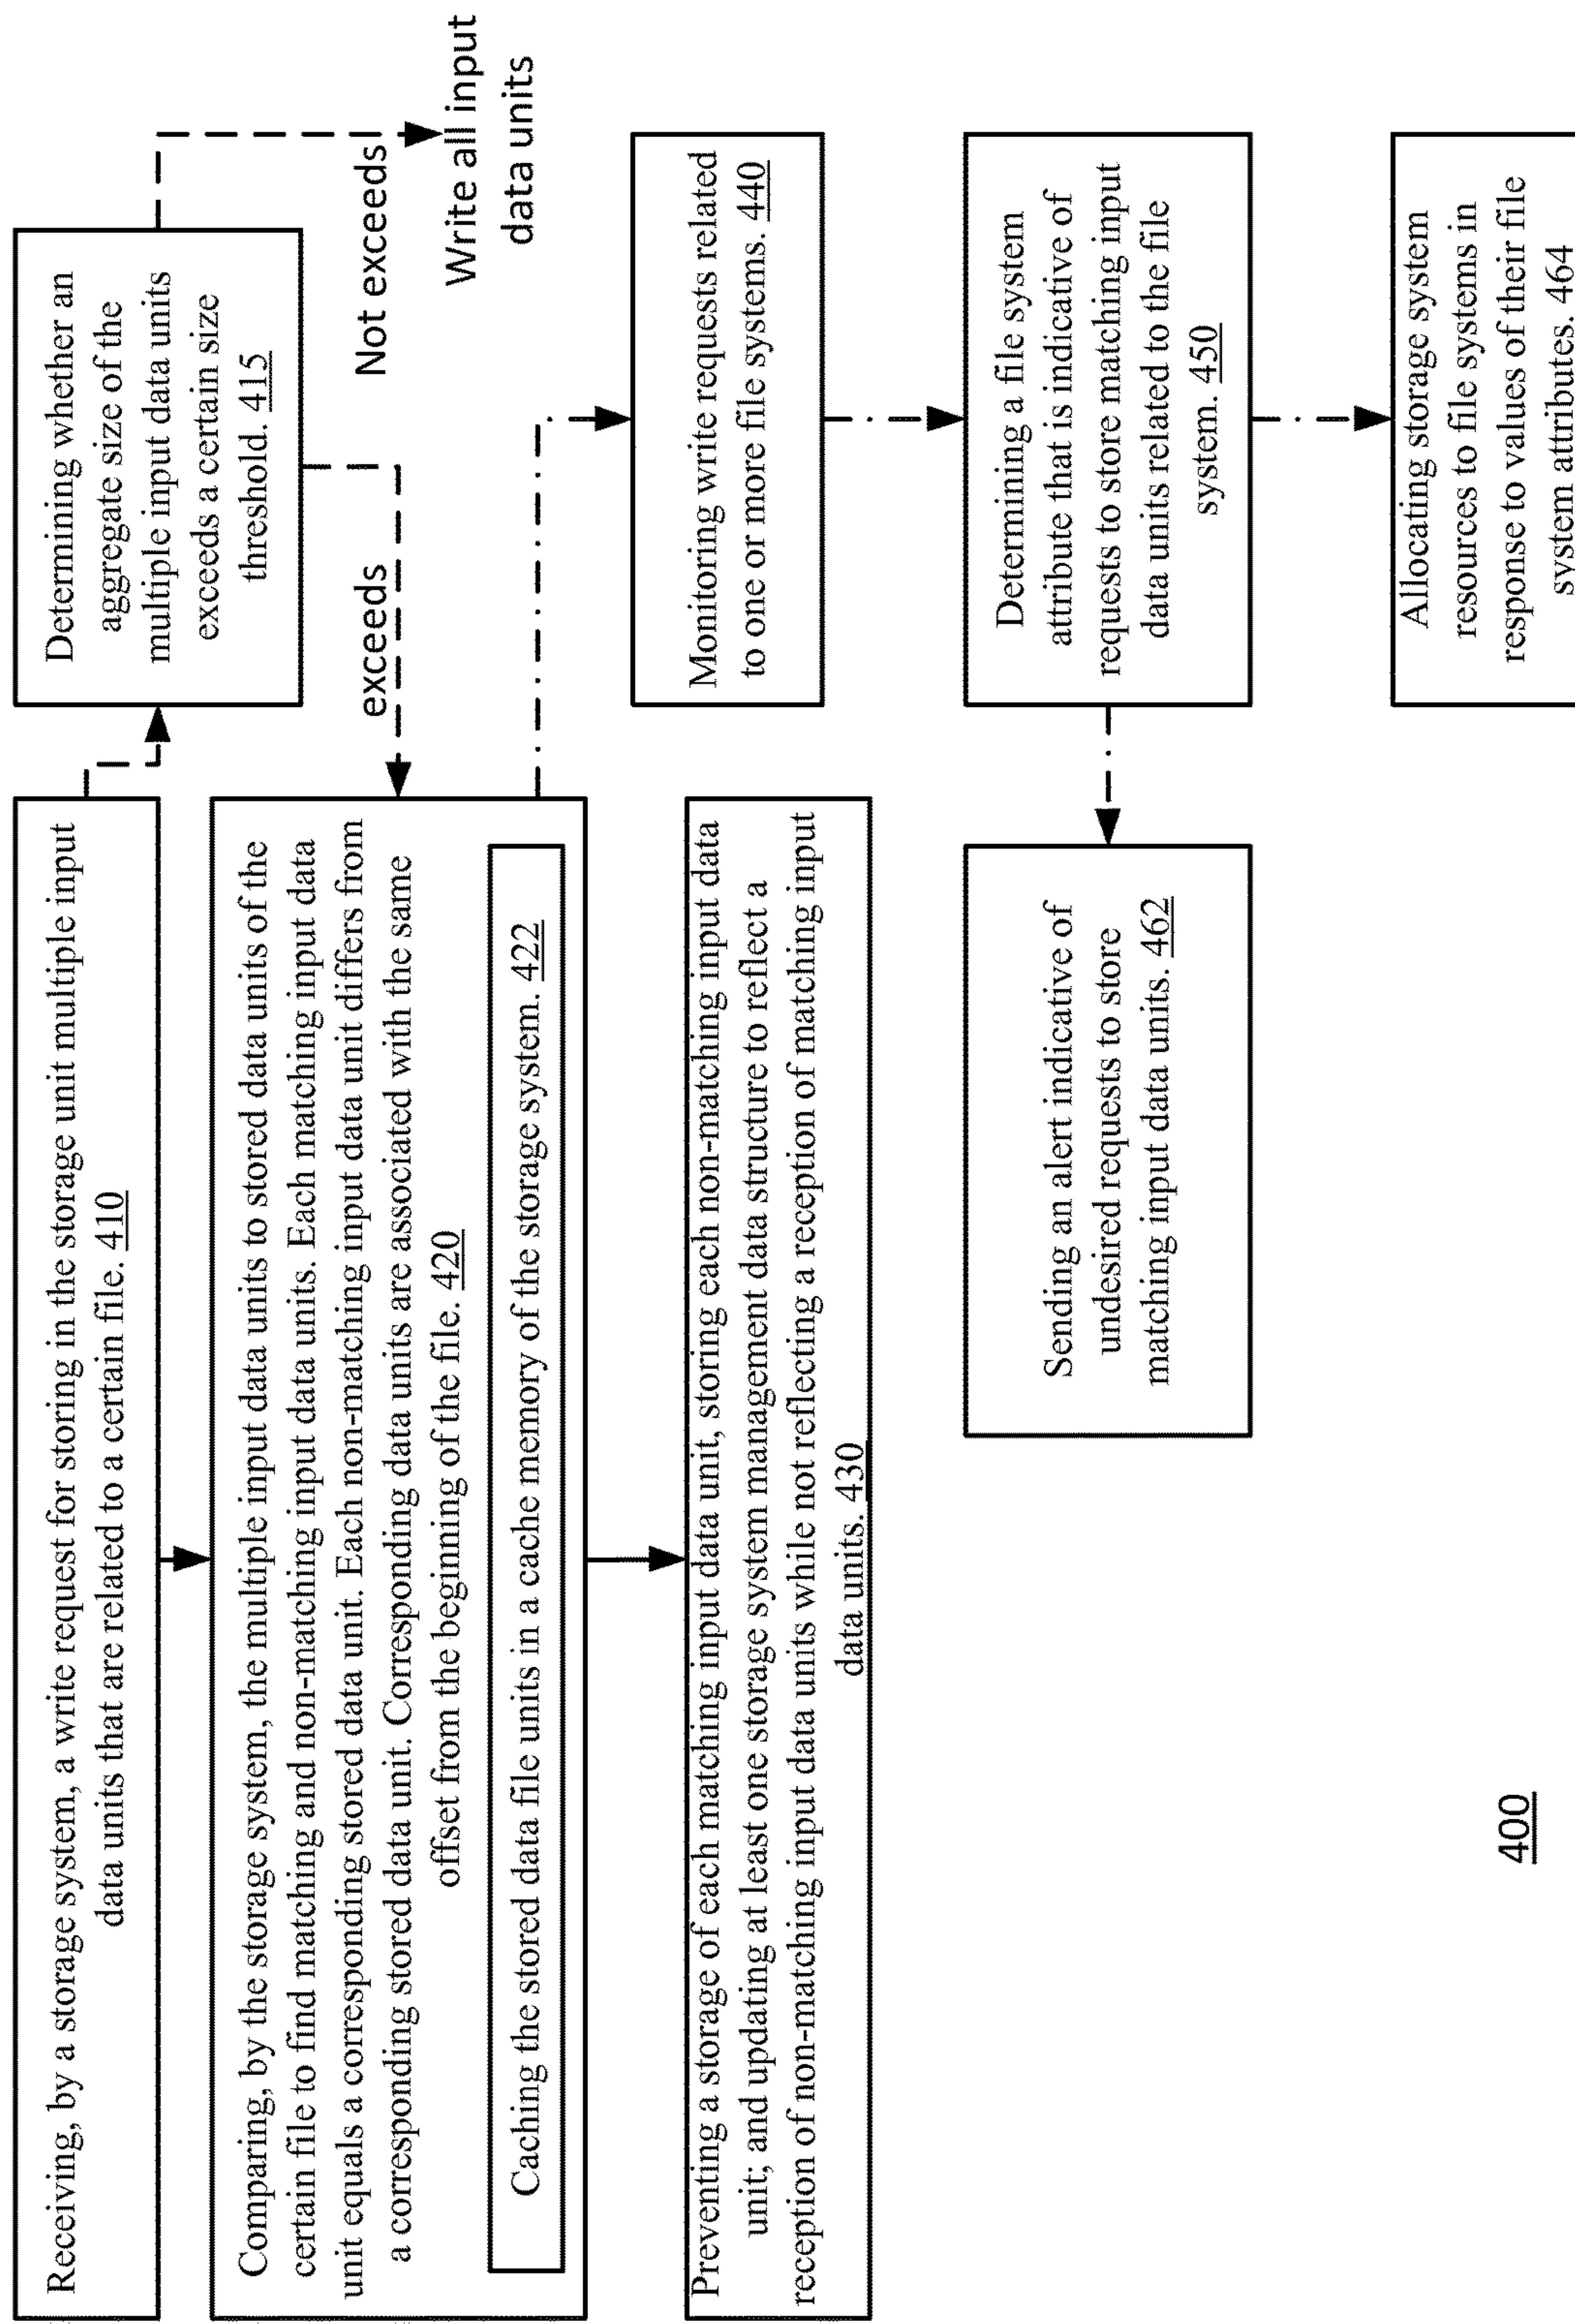 Receiving, by a storage system, a write request for storing in the storage unit multiple input
data units that are related to a certain file. 410
Determining whether an
aggregate size of the
multiple input data units
exceeds a certain size
threshold. 415
exceeds
Not exceeds
Write all input
data units
Comparing, by the storage system, the multiple input data units to stored data units of the
certain file to find matching and non-matching input data units. Each matching input data
unit equals a corresponding stored data unit. Each non-matching input data unit differs from
a corresponding stored data unit. Corresponding data units are associated with the same
offset from the beginning of the file. 420
Caching the stored data file units in a cache memory of the storage system. 422
Preventing a storage of each matching input data unit, storing each non-matching input data
unit; and updating at least one storage system management data structure to reflect a
reception of non-matching input data units while not reflecting a reception of matching input
data units. 430
Monitoring write requests related
to one or more file systems. 440
Determining a file system
attribute that is indicative of
requests to store matching input
data units related to the file
system. 450
Sending an alert indicative of
undesired requests to store
matching input data units. 462
Allocating storage system
resources to file systems in
response to values of their file
system attributes. 464
400